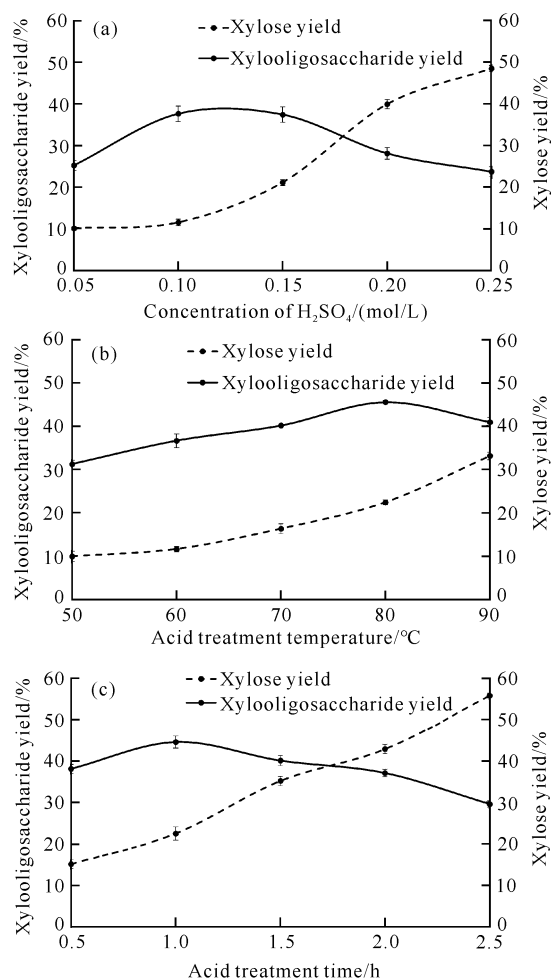 (a)
Xylose yield
Xylooligosaccharide yield
Xylooligosaccharide yield/%
60
50
40
30
20
10
0
Xylose yield/%
60
50
40
30
20
10
0
0.05 0.10 0.15 0.20 0.25
Concentration of H₂SO₄/(mol/L)
(b)
Xylose yield
Xylooligosaccharide yield
Xylooligosaccharide yield/%
60
50
40
30
20
10
0
Xylose yield/%
60
50
40
30
20
10
0
50 60 70 80 90
Acid treatment temperature/°C
(c)
Xylose yield
Xylooligosaccharide yield
Xylooligosaccharide yield/%
60
50
40
30
20
10
0
Xylose yield/%
60
50
40
30
20
10
0
0.5 1.0 1.5 2.0 2.5
Acid treatment time/h